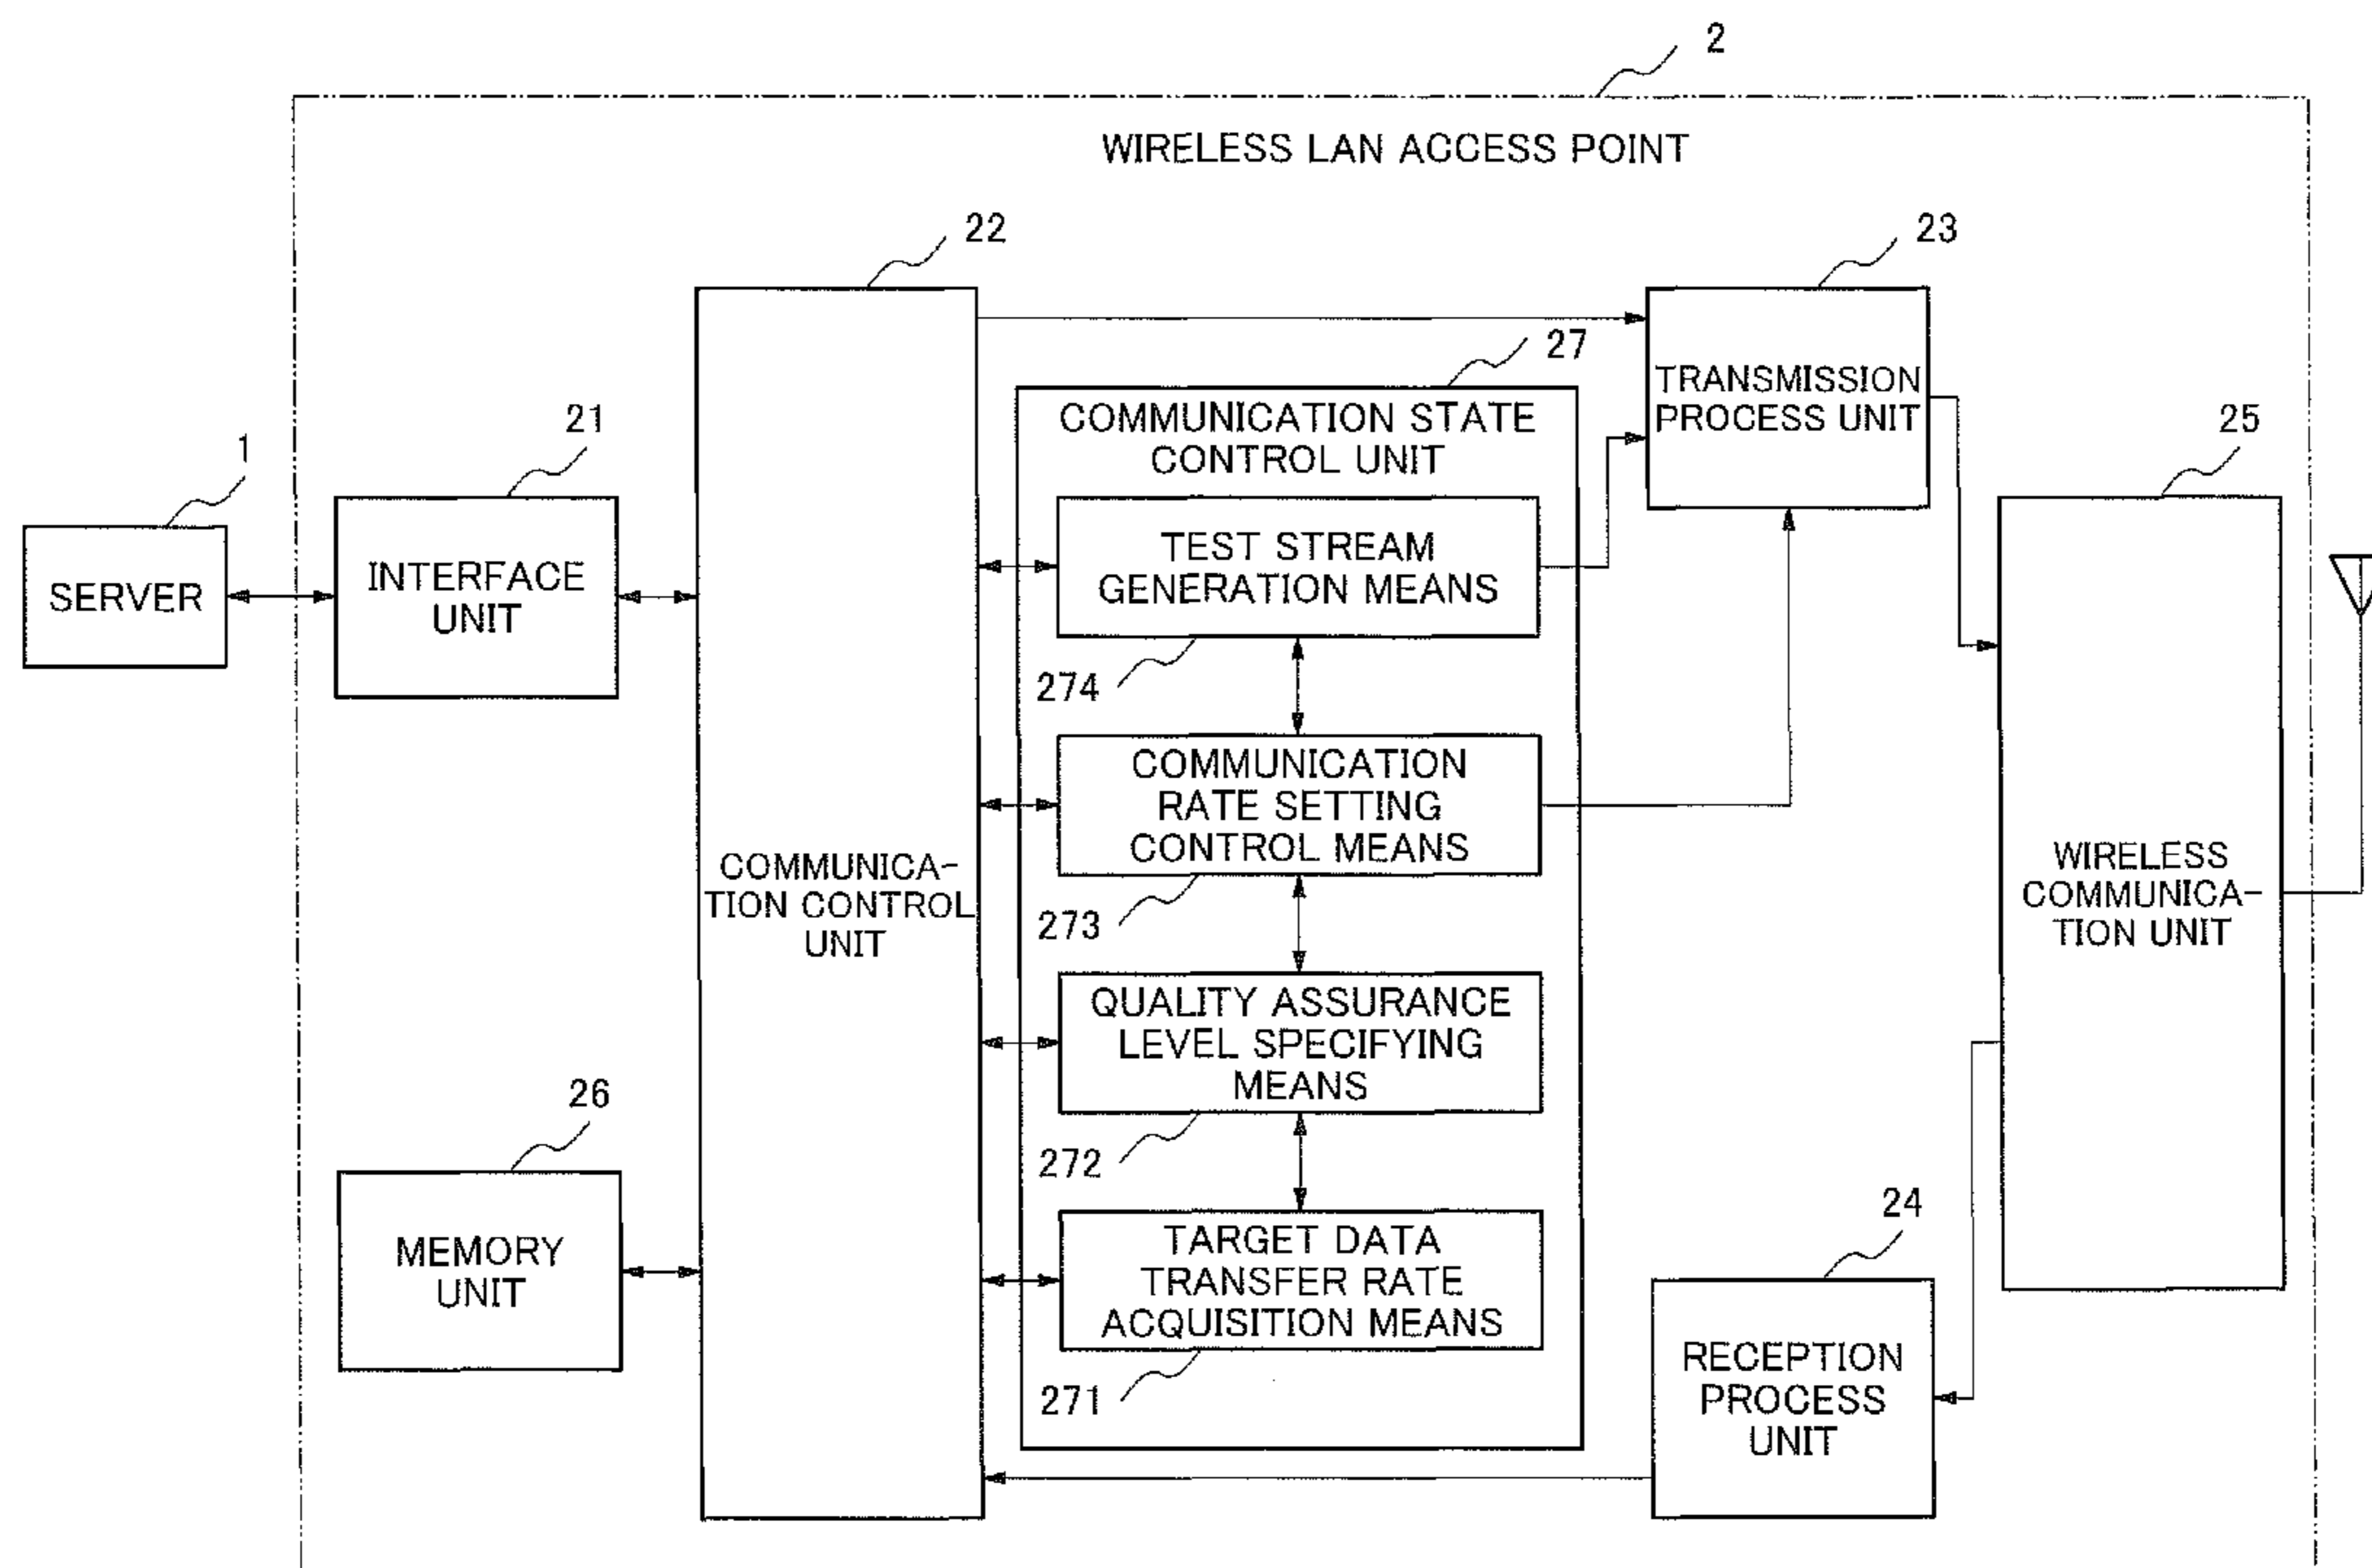 2
WIRELESS LAN ACCESS POINT
22
23
27
TRANSMISSION
PROCESS UNIT
COMMUNICATION STATE
CONTROL UNIT
21
25
1
SERVER
INTERFACE
UNIT
TEST STREAM
GENERATION MEANS
274
COMMUNICATION
RATE SETTING
CONTROL MEANS
273
COMMUNICA-
TION CONTROL
UNIT
WIRELESS
COMMUNICA-
TION UNIT
QUALITY ASSURANCE
LEVEL SPECIFYING
MEANS
272
26
MEMORY
UNIT
TARGET DATA
TRANSFER RATE
ACQUISITION MEANS
271
24
RECEPTION
PROCESS
UNIT